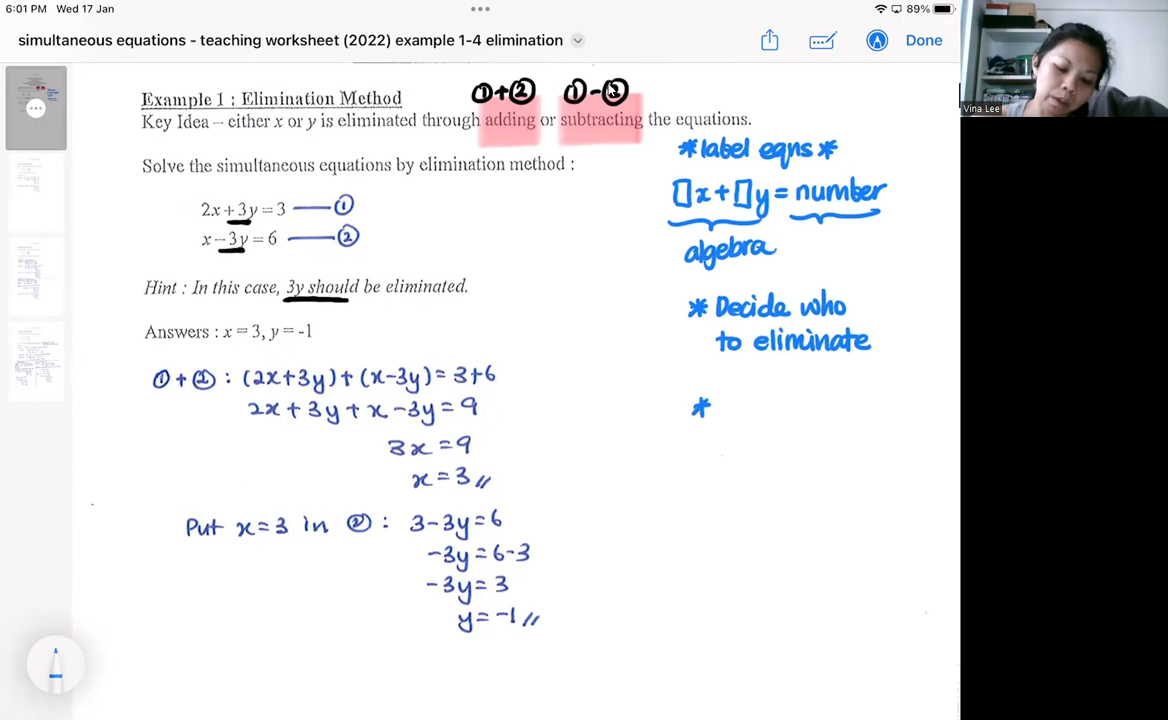 6:01 PM Wed 17 Jan
89%
simultaneous equations - teaching worksheet (2022) example 1-4 elimination
Done
Vina Lee
①+② ①-②
Example 1 : Elimination Method
Key Idea – either x or y is eliminated through adding or subtracting the equations.
Solve the simultaneous equations by elimination method :
2x + 3y = 3 —— ①
x - 3y = 6 —— ②
Hint : In this case, 3y should be eliminated.
Answers : x = 3, y = -1
①+② : (2x+3y)+(x-3y)=3+6
2x+3y+x-3y=9
3x=9
x=3//
Put x=3 in ② : 3-3y=6
-3y=6-3
-3y=3
y=-1//
*label eqns*
▯x+▯y=number
algebra
* Decide who
to eliminate
*